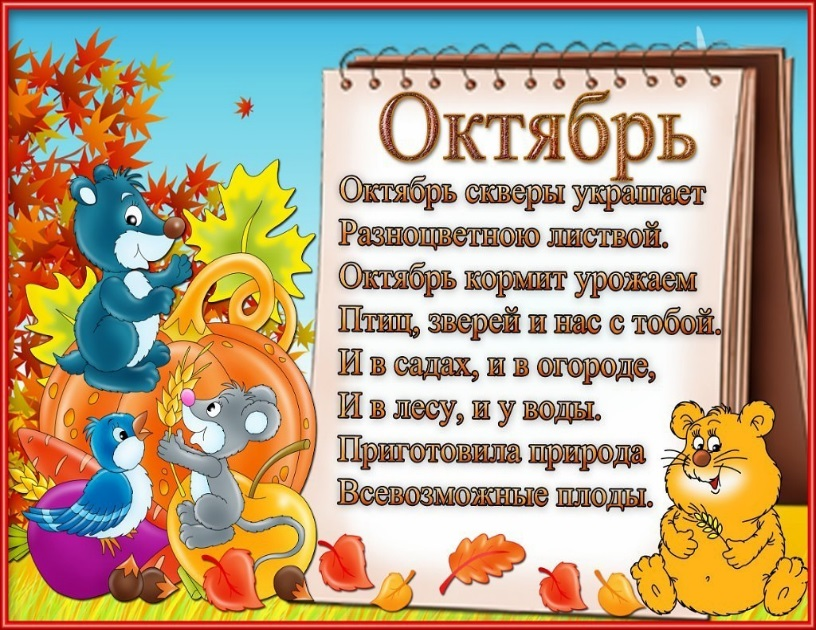 Октябрь
Октябрь скверы украшает
Разноцветною листвой.
Октябрь кормит урожаем
Птиц, зверей и нас с тобой.
И в садах, и в огороде,
И в лесу, и у воды.
Приготовила природа
Всевозможные плоды.